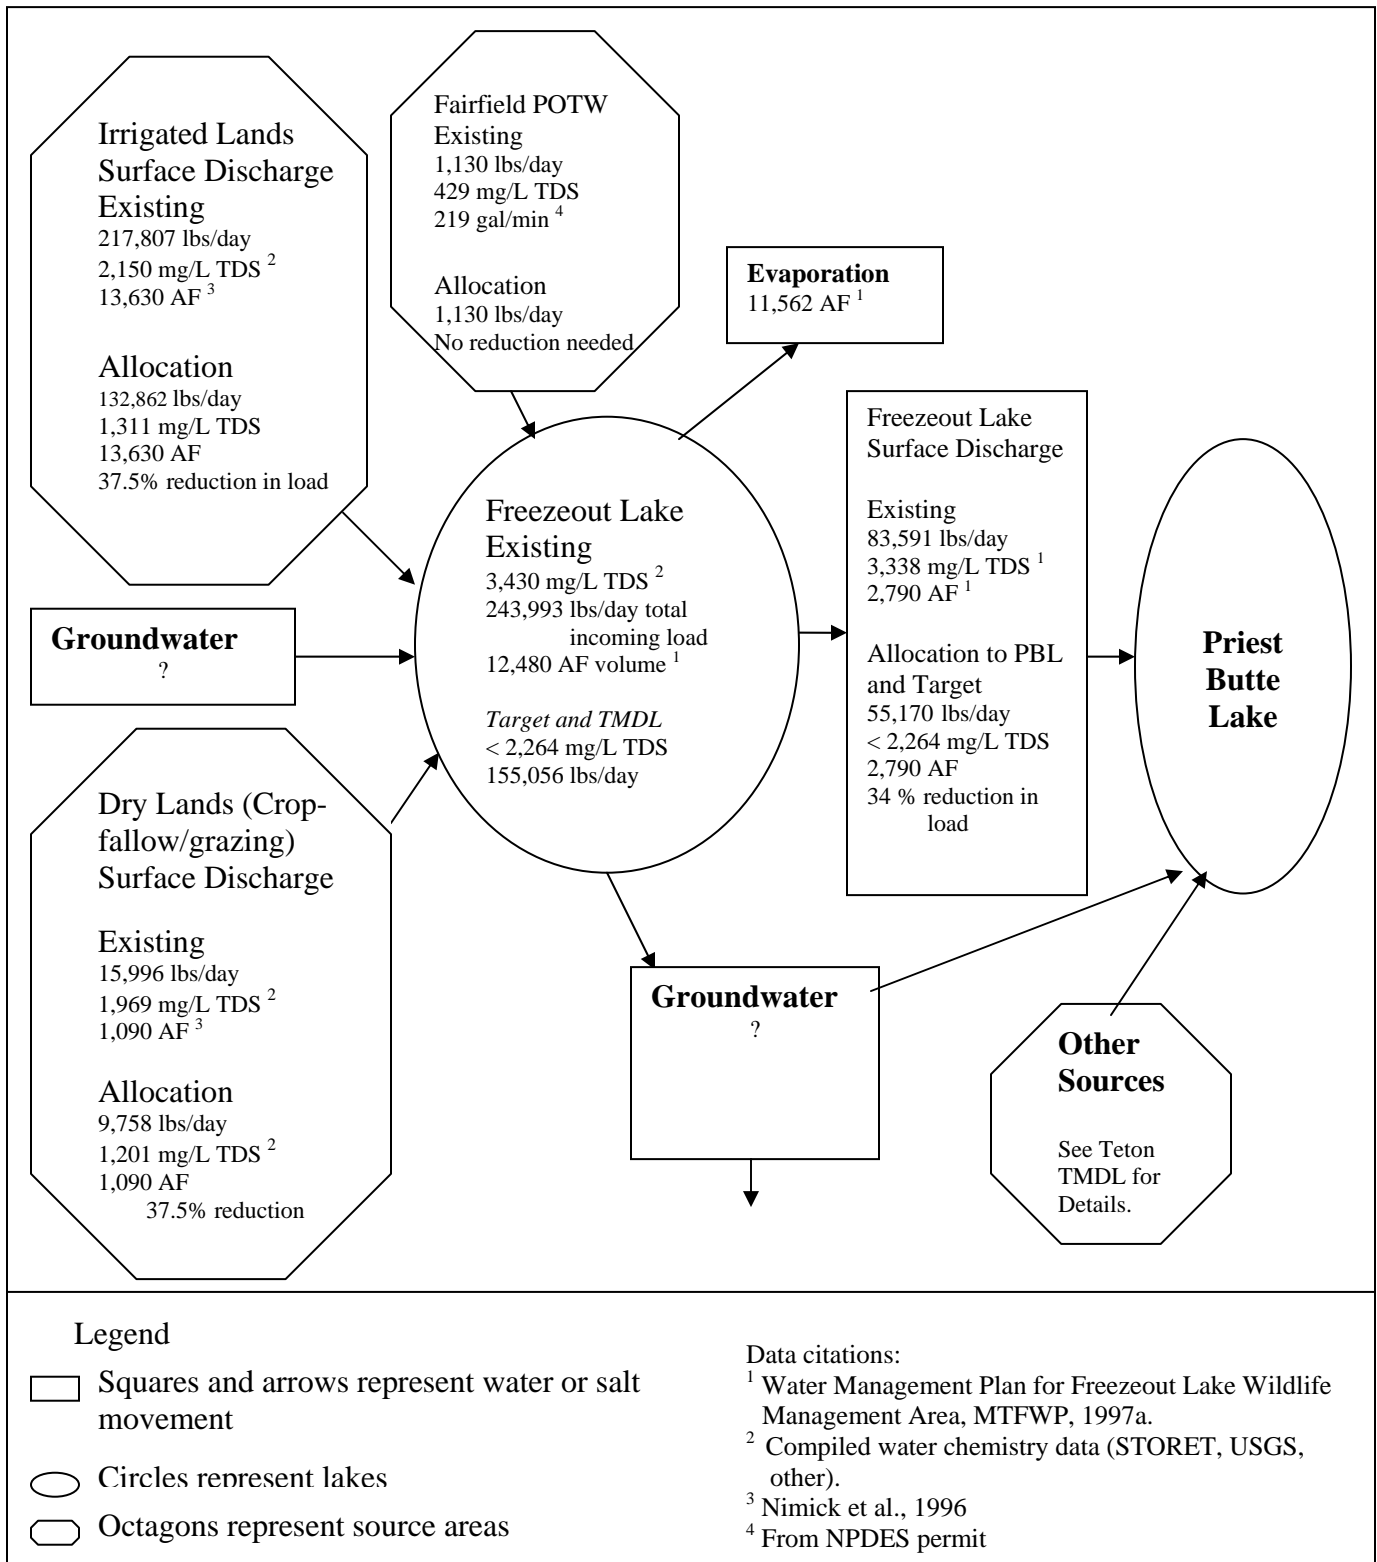 Irrigated Lands
Surface Discharge
Existing
217,807 lbs/day
2,150 mg/L TDS 2
13,630 AF 3
Allocation
132,862 lbs/day
1,311 mg/L TDS
13,630 AF
37.5% reduction in load
Fairfield POTW
Existing
1,130 lbs/day
429 mg/L TDS
219 gal/min 4
Allocation
1,130 lbs/day
No reduction needed
Evaporation
11,562 AF 1
Groundwater
?
Freezeout Lake
Existing
3,430 mg/L TDS 2
243,993 lbs/day total
incoming load
12,480 AF volume 1
Target and TMDL
< 2,264 mg/L TDS
155,056 lbs/day
Freezeout Lake
Surface Discharge
Existing
83,591 lbs/day
3,338 mg/L TDS 1
2,790 AF 1
Allocation to PBL
and Target
55,170 lbs/day
< 2,264 mg/L TDS
2,790 AF
34 % reduction in
load
Priest
Butte
Lake
Dry Lands (Crop-
fallow/grazing)
Surface Discharge
Existing
15,996 lbs/day
1,969 mg/L TDS 2
1,090 AF 3
Allocation
9,758 lbs/day
1,201 mg/L TDS 2
1,090 AF
37.5% reduction
Groundwater
?
Other
Sources
See Teton
TMDL for
Details.
Legend
Squares and arrows represent water or salt
movement
Circles represent lakes
Octagons represent source areas
Data citations:
1 Water Management Plan for Freezeout Lake Wildlife
Management Area, MTFWP, 1997a.
2 Compiled water chemistry data (STORET, USGS,
other).
3 Nimick et al., 1996
4 From NPDES permit